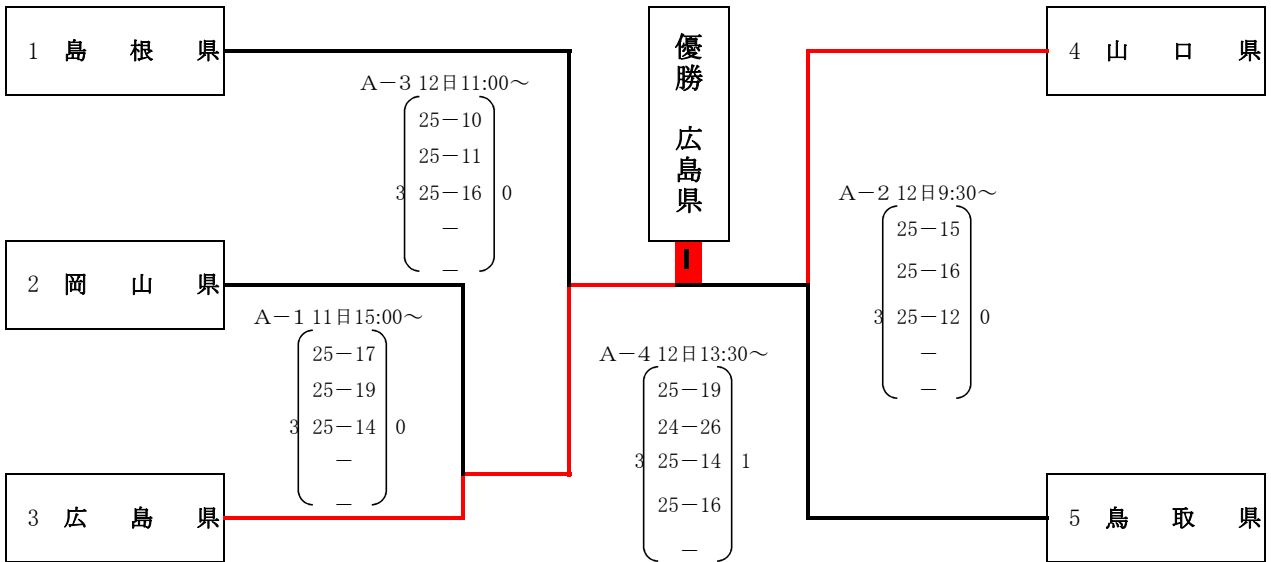 1 島 根 県
A－3 12日11:00～
25－10
25－11
3 25－16 0
－
－
2 岡 山 県
A－1 11日15:00～
25－17
25－19
3 25－14 0
－
－
3 広 島 県
優勝 広島県
A－4 12日13:30～
25－19
24－26
3 25－14 1
25－16
－
4 山 口 県
A－2 12日9:30～
25－15
25－16
3 25－12 0
－
－
5 鳥 取 県